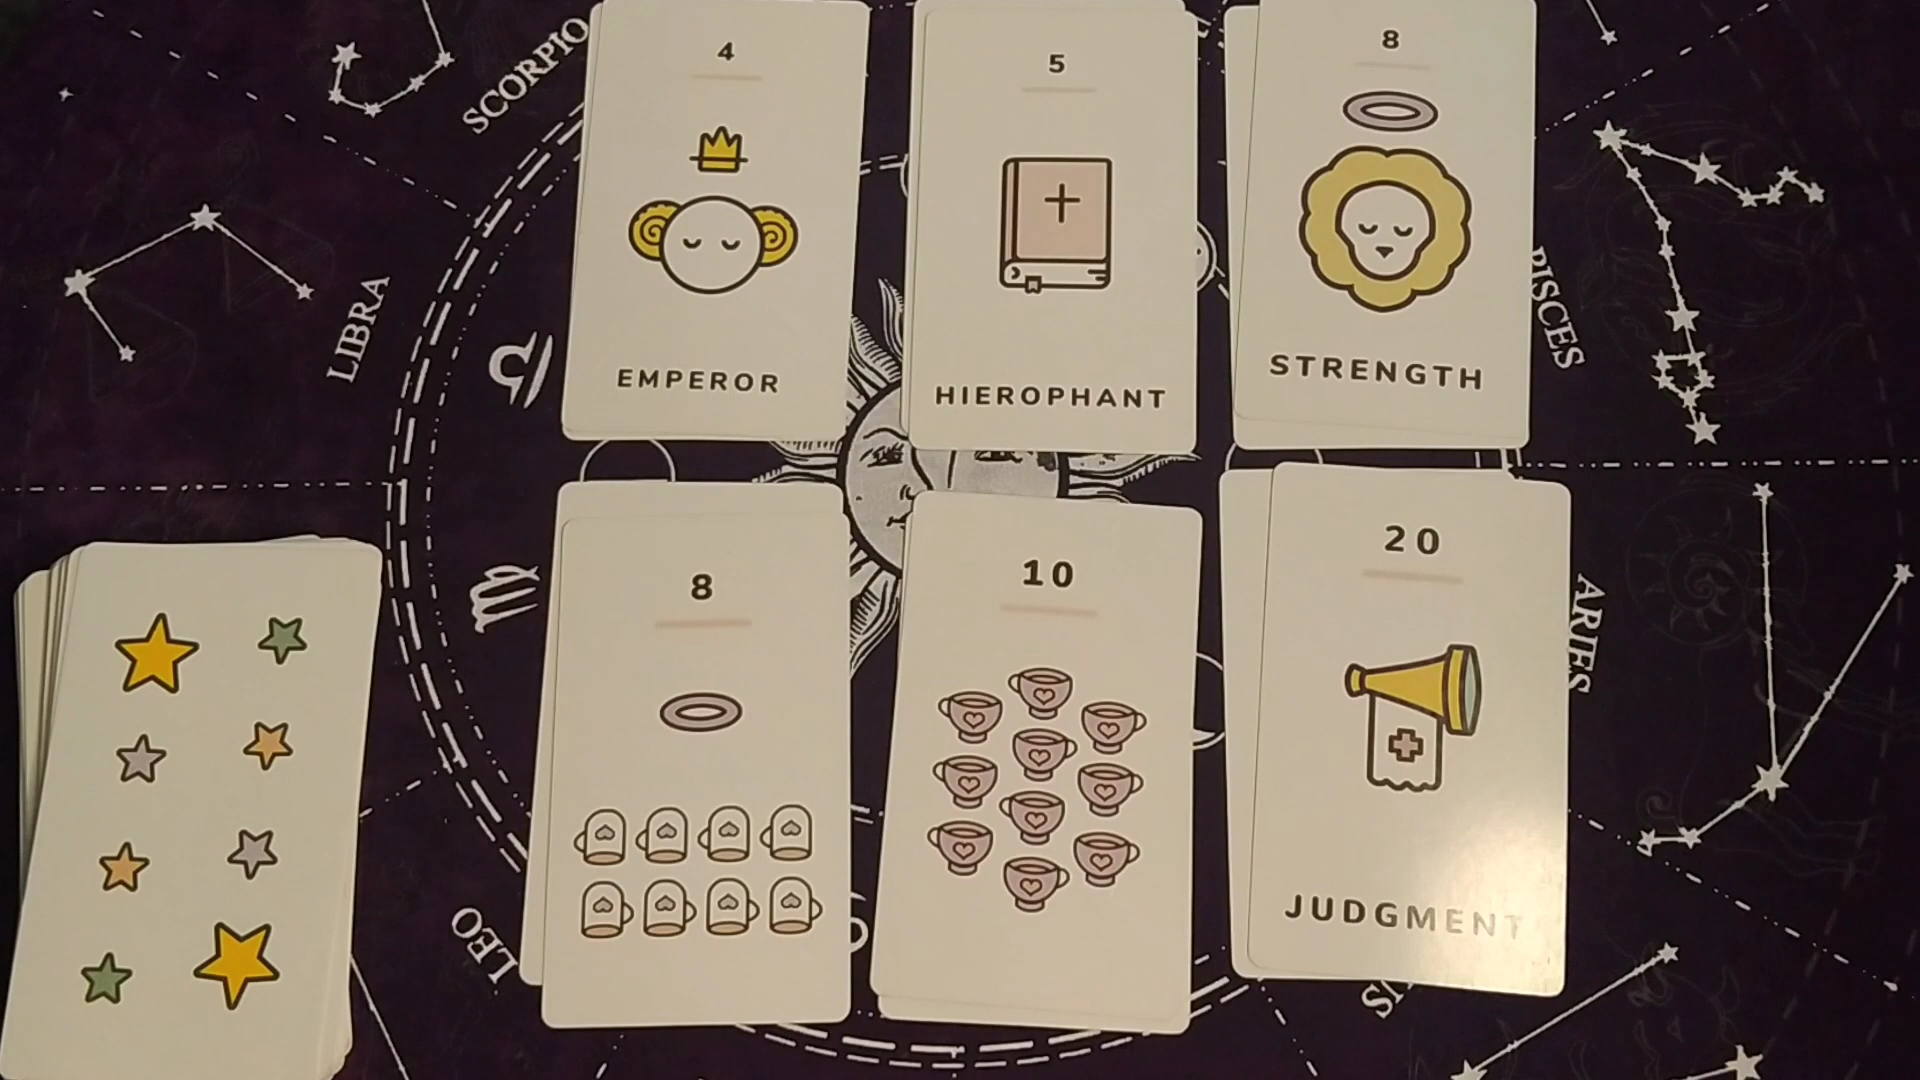 SCORPIO
4
5
8
LIBRA
PISCES
EMPEROR
HIEROPHANT
STRENGTH
8
10
20
ARIES
JUDGMENT
LEO